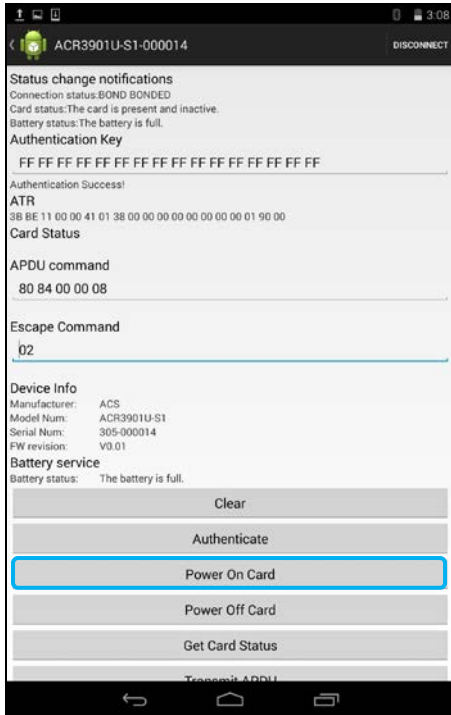 3:08
ACR3901U-S1-000014 DISCONNECT
Status change notifications
Connection status:BOND BONDED
Card status:The card is present and inactive.
Battery status:The battery is full.
Authentication Key
FF FF FF FF FF FF FF FF FF FF FF FF FF FF FF FF
Authentication Success!
ATR
3B BE 11 00 00 41 01 38 00 00 00 00 00 00 00 00 00 01 90 00
Card Status
APDU command
80 84 00 00 08
Escape Command
02
Device Info
Manufacturer: ACS
Model Num: ACR3901U-S1
Serial Num: 305-000014
FW revision: V0.01
Battery service
Battery status: The battery is full.
Clear
Authenticate
Power On Card
Power Off Card
Get Card Status
Transmit APDU